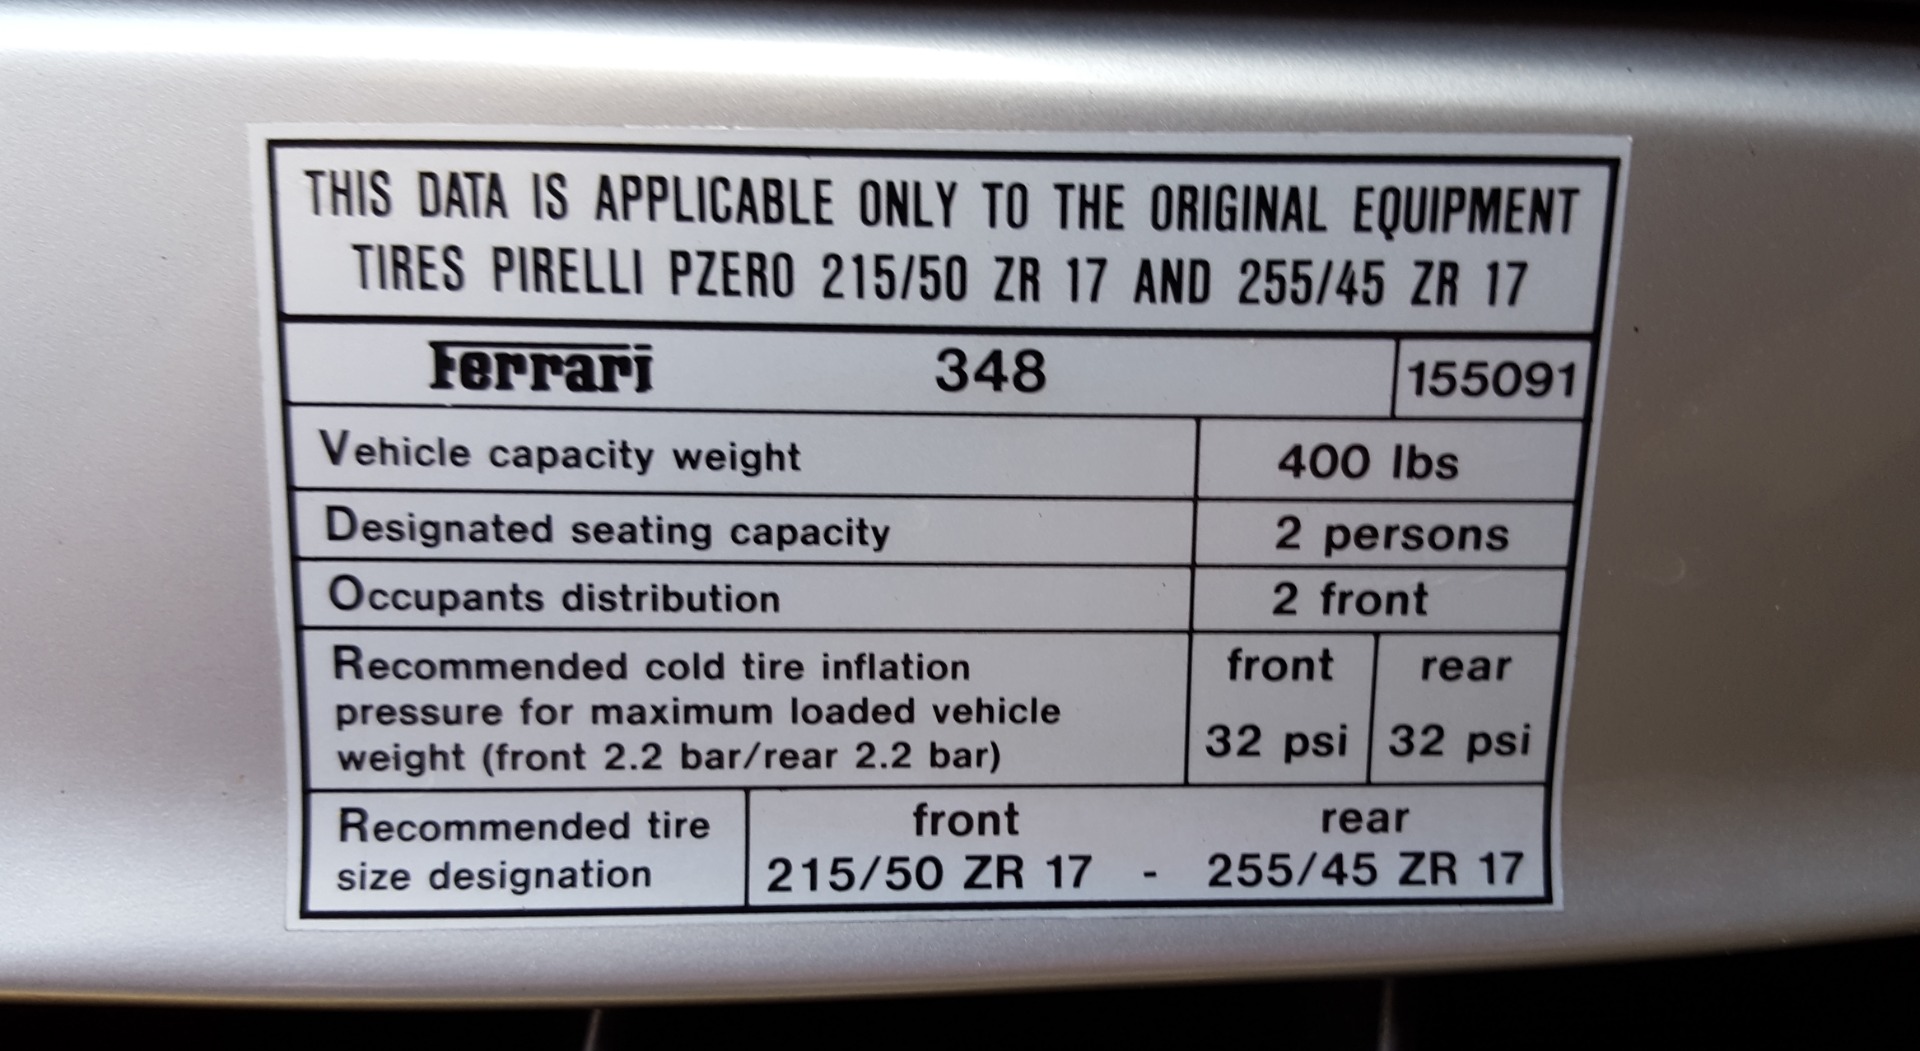 THIS DATA IS APPLICABLE ONLY TO THE ORIGINAL EQUIPMENT
TIRES PIRELLI PZERO 215/50 ZR 17 AND 255/45 ZR 17
Ferrari 348 155091
Vehicle capacity weight 400 lbs
Designated seating capacity 2 persons
Occupants distribution 2 front
Recommended cold tire inflation
pressure for maximum loaded vehicle
weight (front 2.2 bar/rear 2.2 bar)
front rear
32 psi 32 psi
Recommended tire
size designation
front rear
215/50 ZR 17 - 255/45 ZR 17